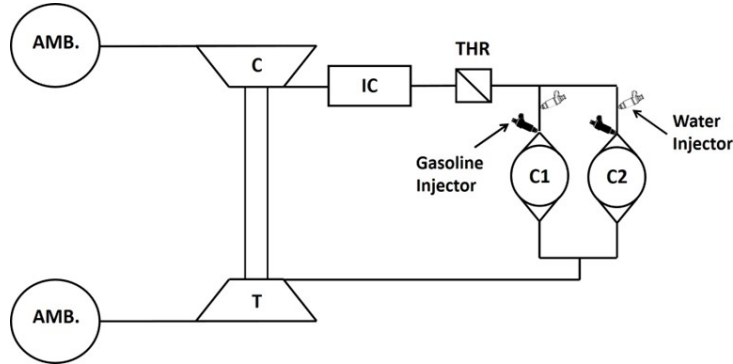 AMB.
C
THR
IC
Gasoline
Injector
Water
Injector
C1
C2
T
AMB.